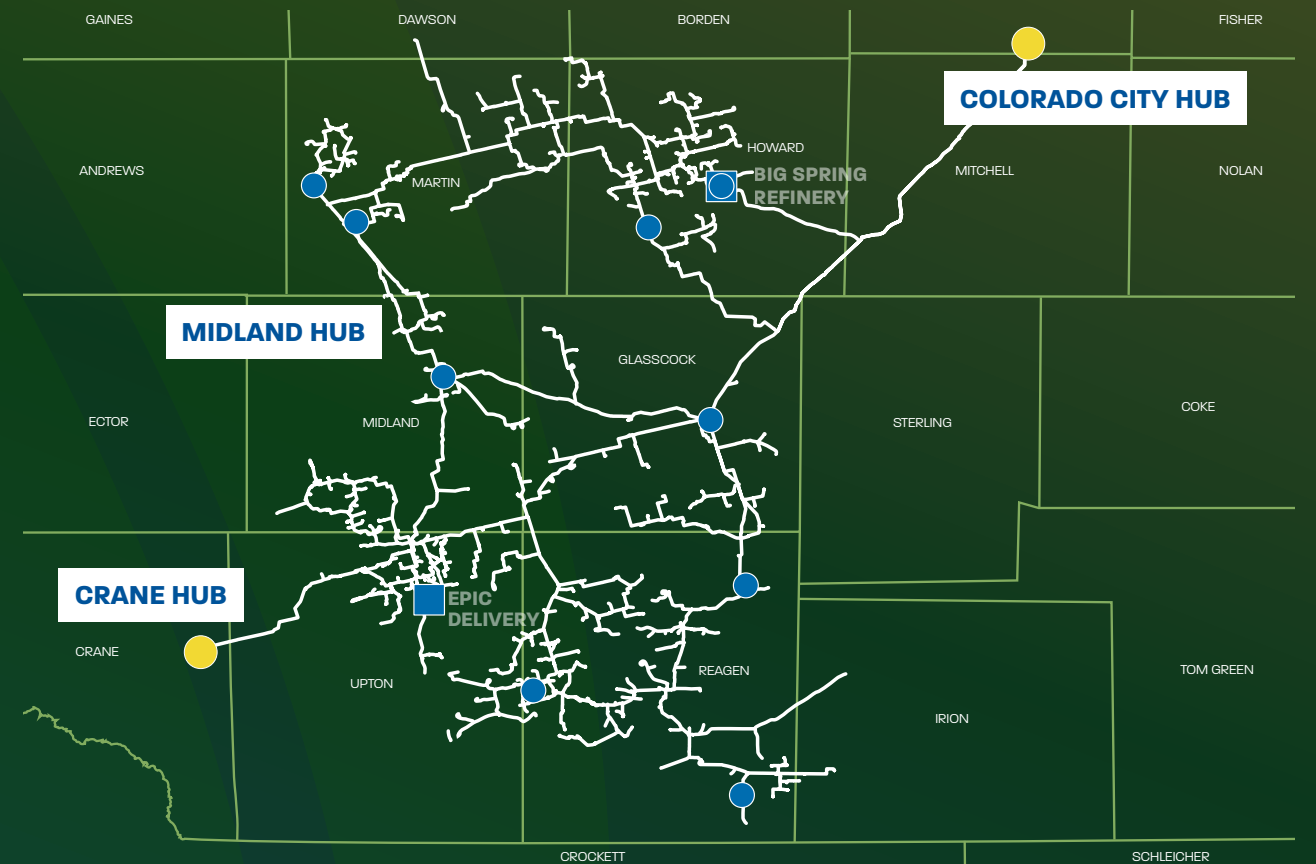 GAINES
DAWSON
BORDEN
FISHER
COLORADO CITY HUB
HOWARD
ANDREWS
MARTIN
BIG SPRING
REFINERY
MITCHELL
NOLAN
MIDLAND HUB
GLASSCOCK
ECTOR
MIDLAND
STERLING
COKE
CRANE HUB
EPIC
DELIVERY
CRANE
UPTON
REAGEN
TOM GREEN
IRION
CROCKETT
SCHLEICHER